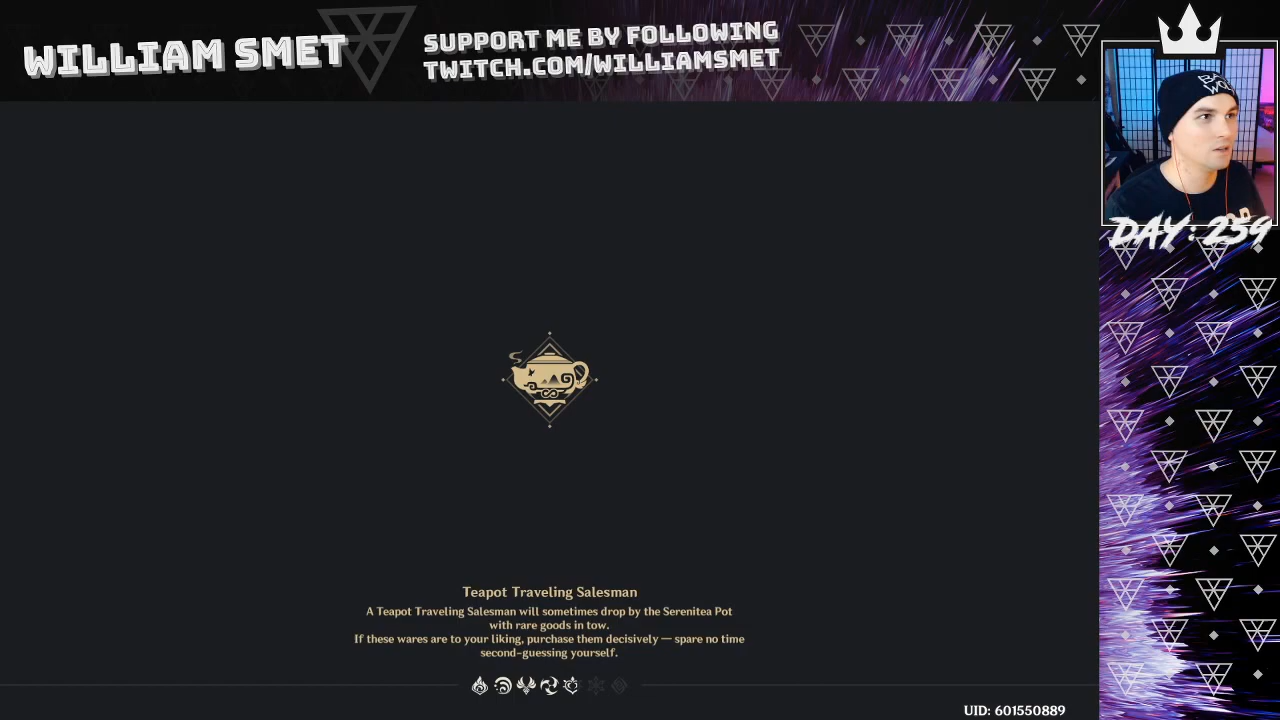 WILLIAM SMET
SUPPORT ME BY FOLLOWING
TWITCH.COM/WILLIAMSMET
DAY: 259
Teapot Traveling Salesman
A Teapot Traveling Salesman will sometimes drop by the Serenitea Pot
with rare goods in tow.
If these wares are to your liking, purchase them decisively — spare no time
second-guessing yourself.
UID: 601550889